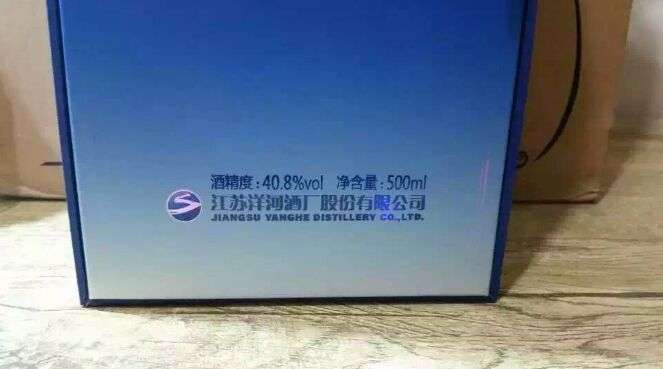 酒精度:40.8%vol 净含量:500ml
江苏洋河酒厂股份有限公司
JIANGSU YANGHE DISTILLERY CO.,LTD.